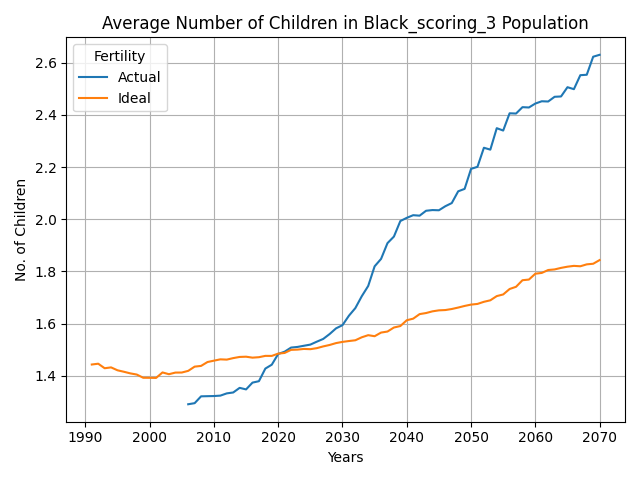 Average Number of Children in Black_scoring_3 Population
Fertility
Actual
Ideal
No. of Children
2.6
2.4
2.2
2.0
1.8
1.6
1.4
1990 2000 2010 2020 2030 2040 2050 2060 2070
Years